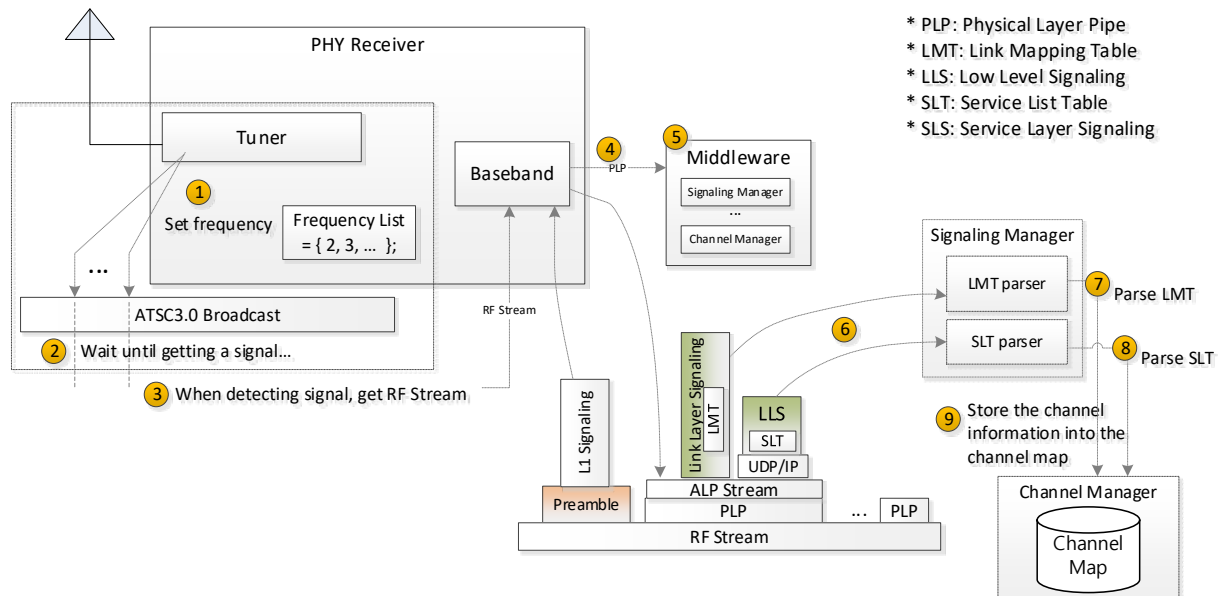 PHY Receiver
* PLP: Physical Layer Pipe
* LMT: Link Mapping Table
* LLS: Low Level Signaling
* SLT: Service List Table
* SLS: Service Layer Signaling
Tuner
1
Set frequency
Frequency List
= { 2, 3, ... };
Baseband
4
PLP
5
Middleware
Signaling Manager
...
Channel Manager
...
ATSC3.0 Broadcast
2 Wait until getting a signal...
3 When detecting signal, get RF Stream
RF Stream
Signaling Manager
LMT parser
SLT parser
6
7 Parse LMT
8 Parse SLT
9 Store the channel
information into the
channel map
L1 Signaling
Preamble
Link Layer Signaling
LMT
LLS
SLT
UDP/IP
ALP Stream
PLP
...
PLP
RF Stream
Channel Manager
Channel
Map